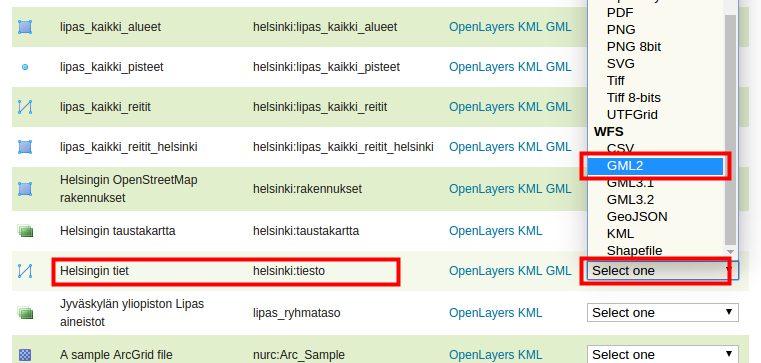 lipas_kaikki_alueet helsinki:lipas_kaikki_alueet OpenLayers KML GML
PDF
PNG
lipas_kaikki_pisteet helsinki:lipas_kaikki_pisteet OpenLayers KML GML
PNG 8bit
SVG
Tiff
lipas_kaikki_reitit helsinki:lipas_kaikki_reitit OpenLayers KML GML
Tiff 8-bits
UTFGrid
WFS
lipas_kaikki_reitit_helsinki helsinki:lipas_kaikki_reitit_helsinki OpenLayers KML GML
CSV
GML2
Helsingin OpenStreetMap
rakennukset helsinki:rakennukset OpenLayers KML GML
GML3.1
GML3.2
GeoJSON
Helsingin taustakartta helsinki:taustakartta OpenLayers KML
KML
Shapefile
Helsingin tiet helsinki:tiesto OpenLayers KML GML Select one
Jyväskylän yliopiston Lipas
aineistot lipas_ryhmataso OpenLayers KML Select one
A sample ArcGrid file nurc:Arc_Sample OpenLayers KML Select one